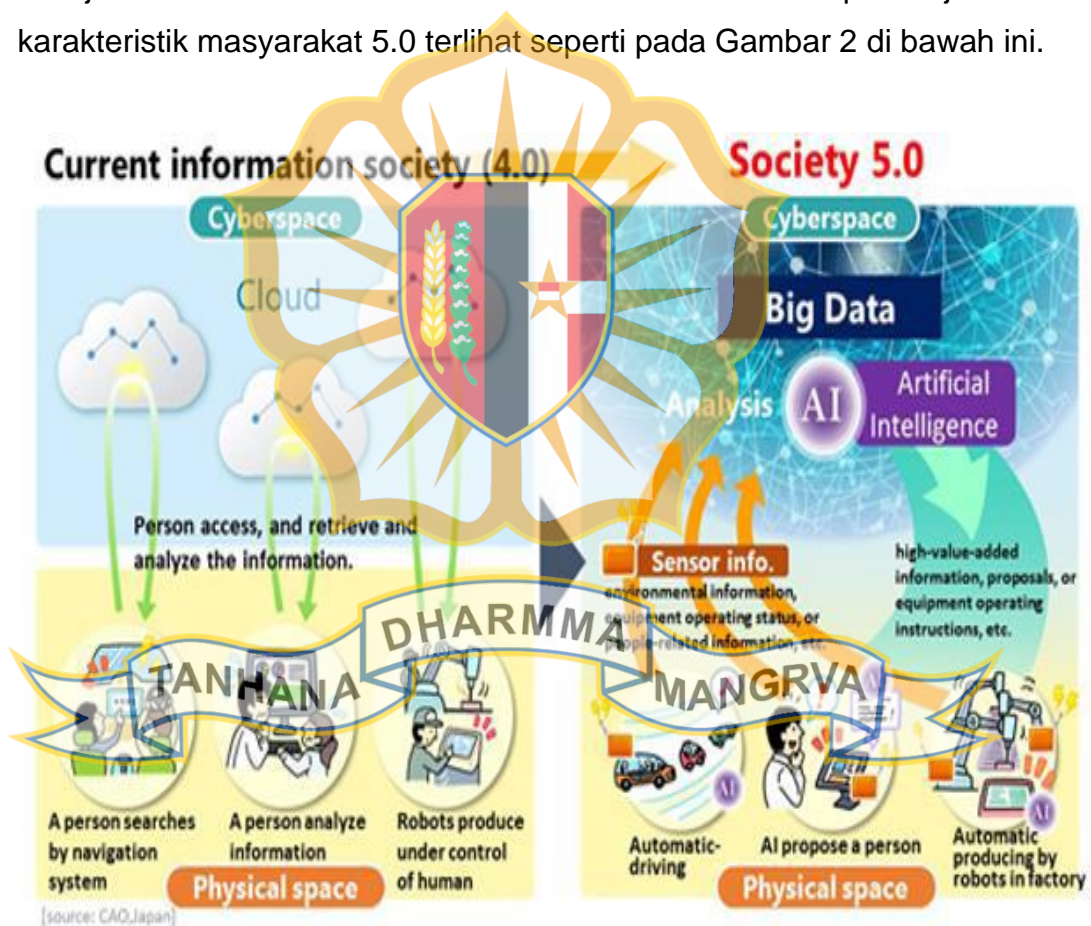 karakteristik masyarakat 5.0 terlihat seperti pada Gambar 2 di bawah ini.
Current information society (4.0)
Cyberspace
Cloud
Person access, and retrieve and
analyze the information.
A person searches
by navigation
system
A person analyze
information
Robots produce
under control
of human
Physical space
[source: CAO,Japan]
Society 5.0
Cyberspace
Big Data
Analysis
AI
Artificial
Intelligence
Sensor info.
environmental information,
equipment operating status, or
people-related information, etc.
high-value-added
information, proposals, or
equipment operating
instructions, etc.
AI
AI
Automatic-
driving
AI propose a person
Automatic
producing by
robots in factory
Physical space
TANHANA
DHARMMA
MANGRVA